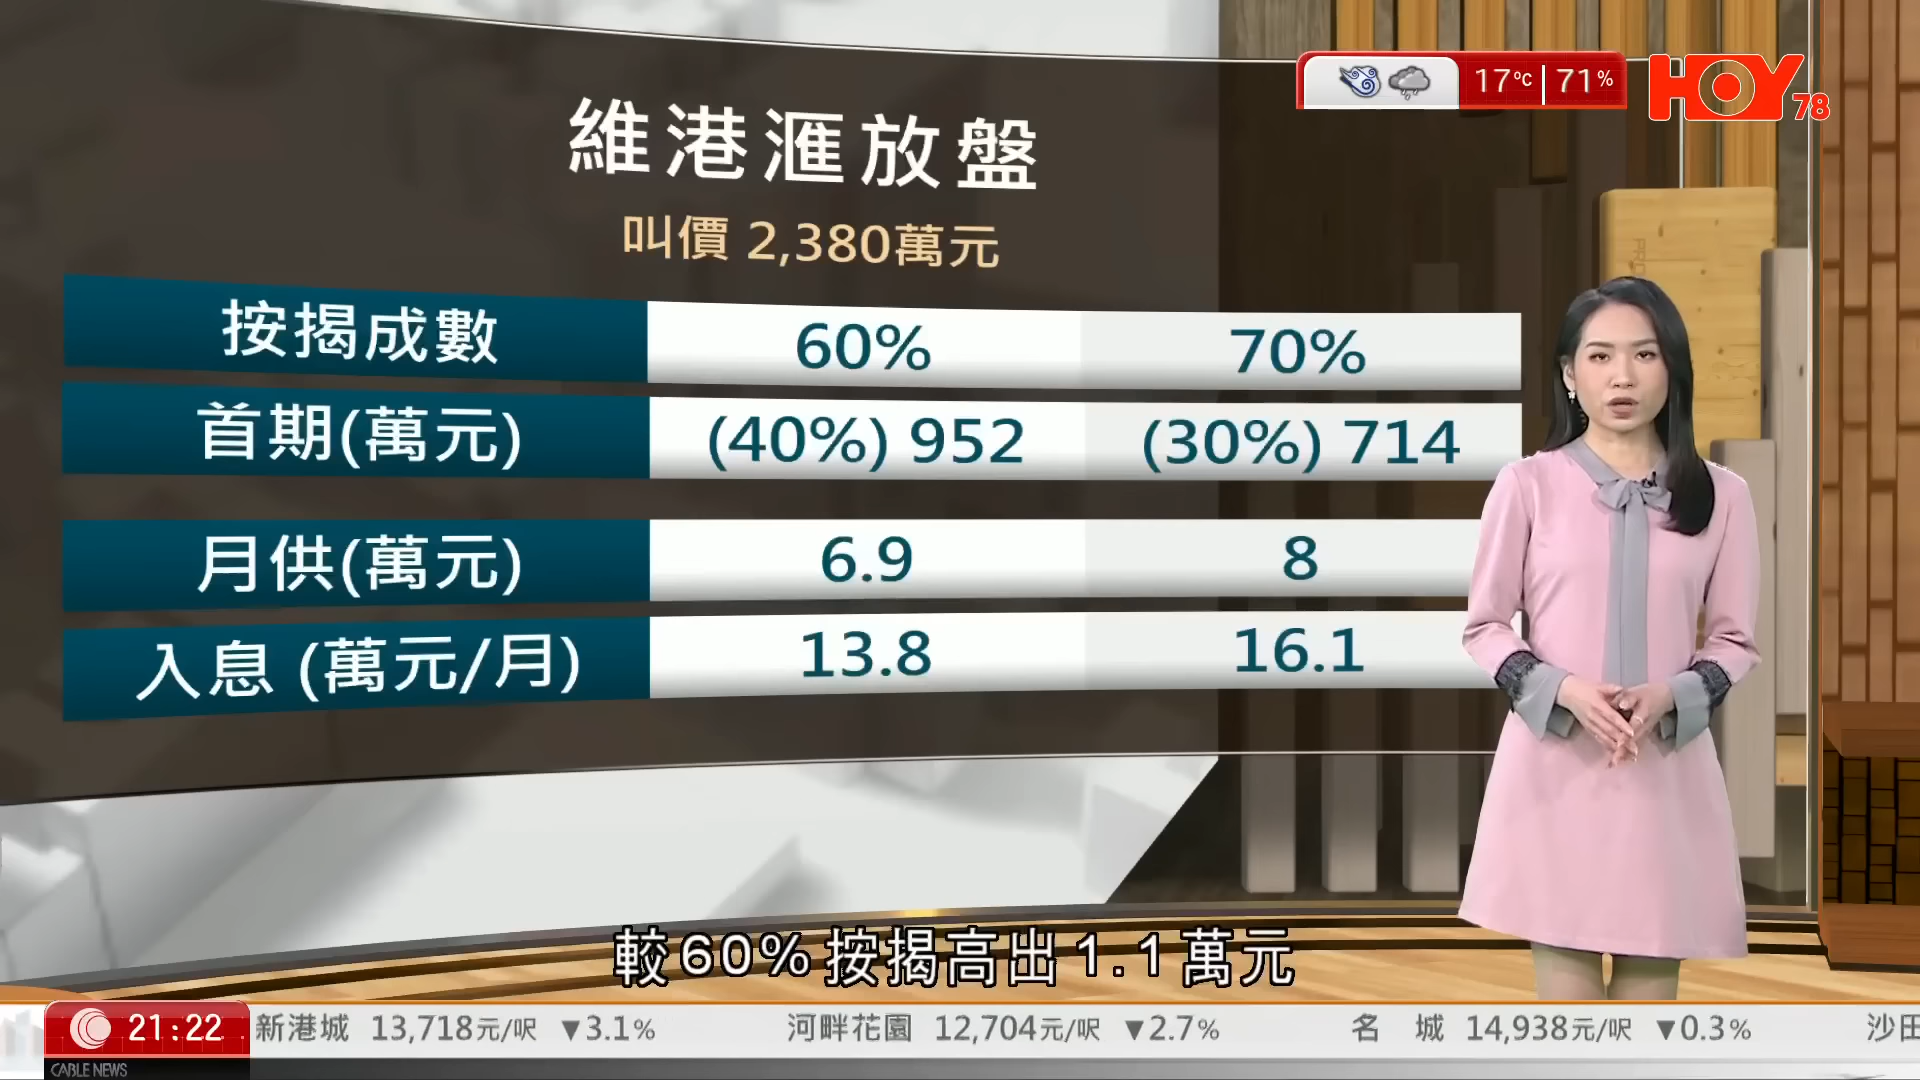 17°C 71%
HOY 78
維港滙放盤
叫價 2,380萬元
按揭成數 60% 70%
首期(萬元) (40%) 952 (30%) 714
月供(萬元) 6.9 8
入息 (萬元/月) 13.8 16.1
較60%按揭高出1.1萬元
21:22 新港城 13,718元/呎 ▼3.1% 河畔花園 12,704元/呎 ▼2.7% 名 城 14,938元/呎 ▼0.3% 沙田
CABLE NEWS